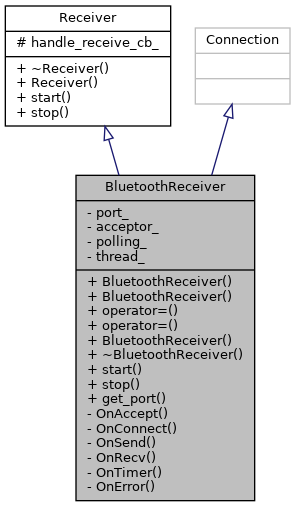 Receiver
# handle_receive_cb_
+ ~Receiver()
+ Receiver()
+ start()
+ stop()
Connection
BluetoothReceiver
- port_
- acceptor_
- polling_
- thread_
+ BluetoothReceiver()
+ BluetoothReceiver()
+ operator=()
+ operator=()
+ BluetoothReceiver()
+ ~BluetoothReceiver()
+ start()
+ stop()
+ get_port()
- OnAccept()
- OnConnect()
- OnSend()
- OnRecv()
- OnTimer()
- OnError()